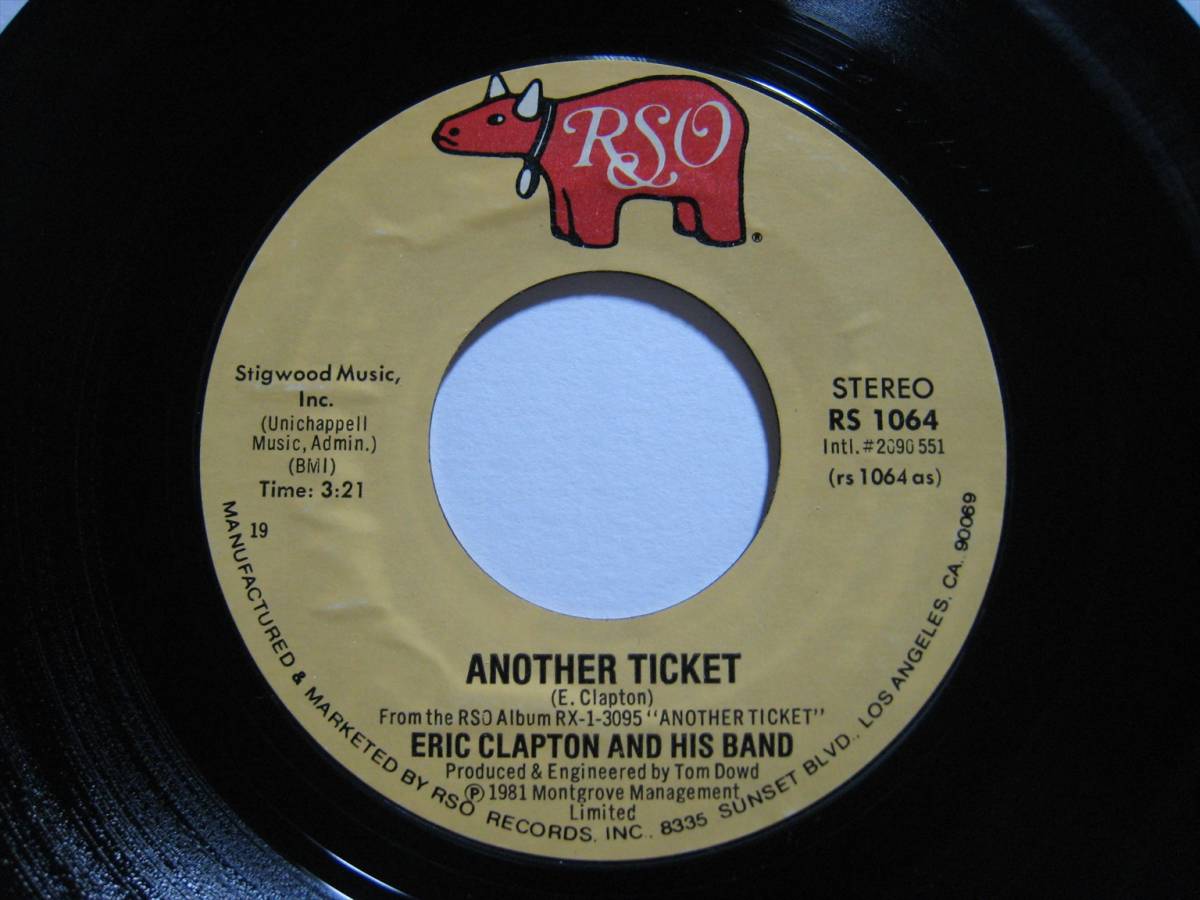 RSO
®
Stigwood Music,
Inc.
(Unichappell
Music, Admin.)
(BMI)
Time: 3:21
19
STEREO
RS 1064
Intl. #2090 551
(rs 1064 as)
ANOTHER TICKET
(E. Clapton)
From the RSO Album RX-1-3095 "ANOTHER TICKET"
ERIC CLAPTON AND HIS BAND
Produced & Engineered by Tom Dowd
℗ 1981 Montgrove Management
Limited
MANUFACTURED & MARKETED BY RSO RECORDS, INC., 8335 SUNSET BLVD., LOS ANGELES, CA. 90069